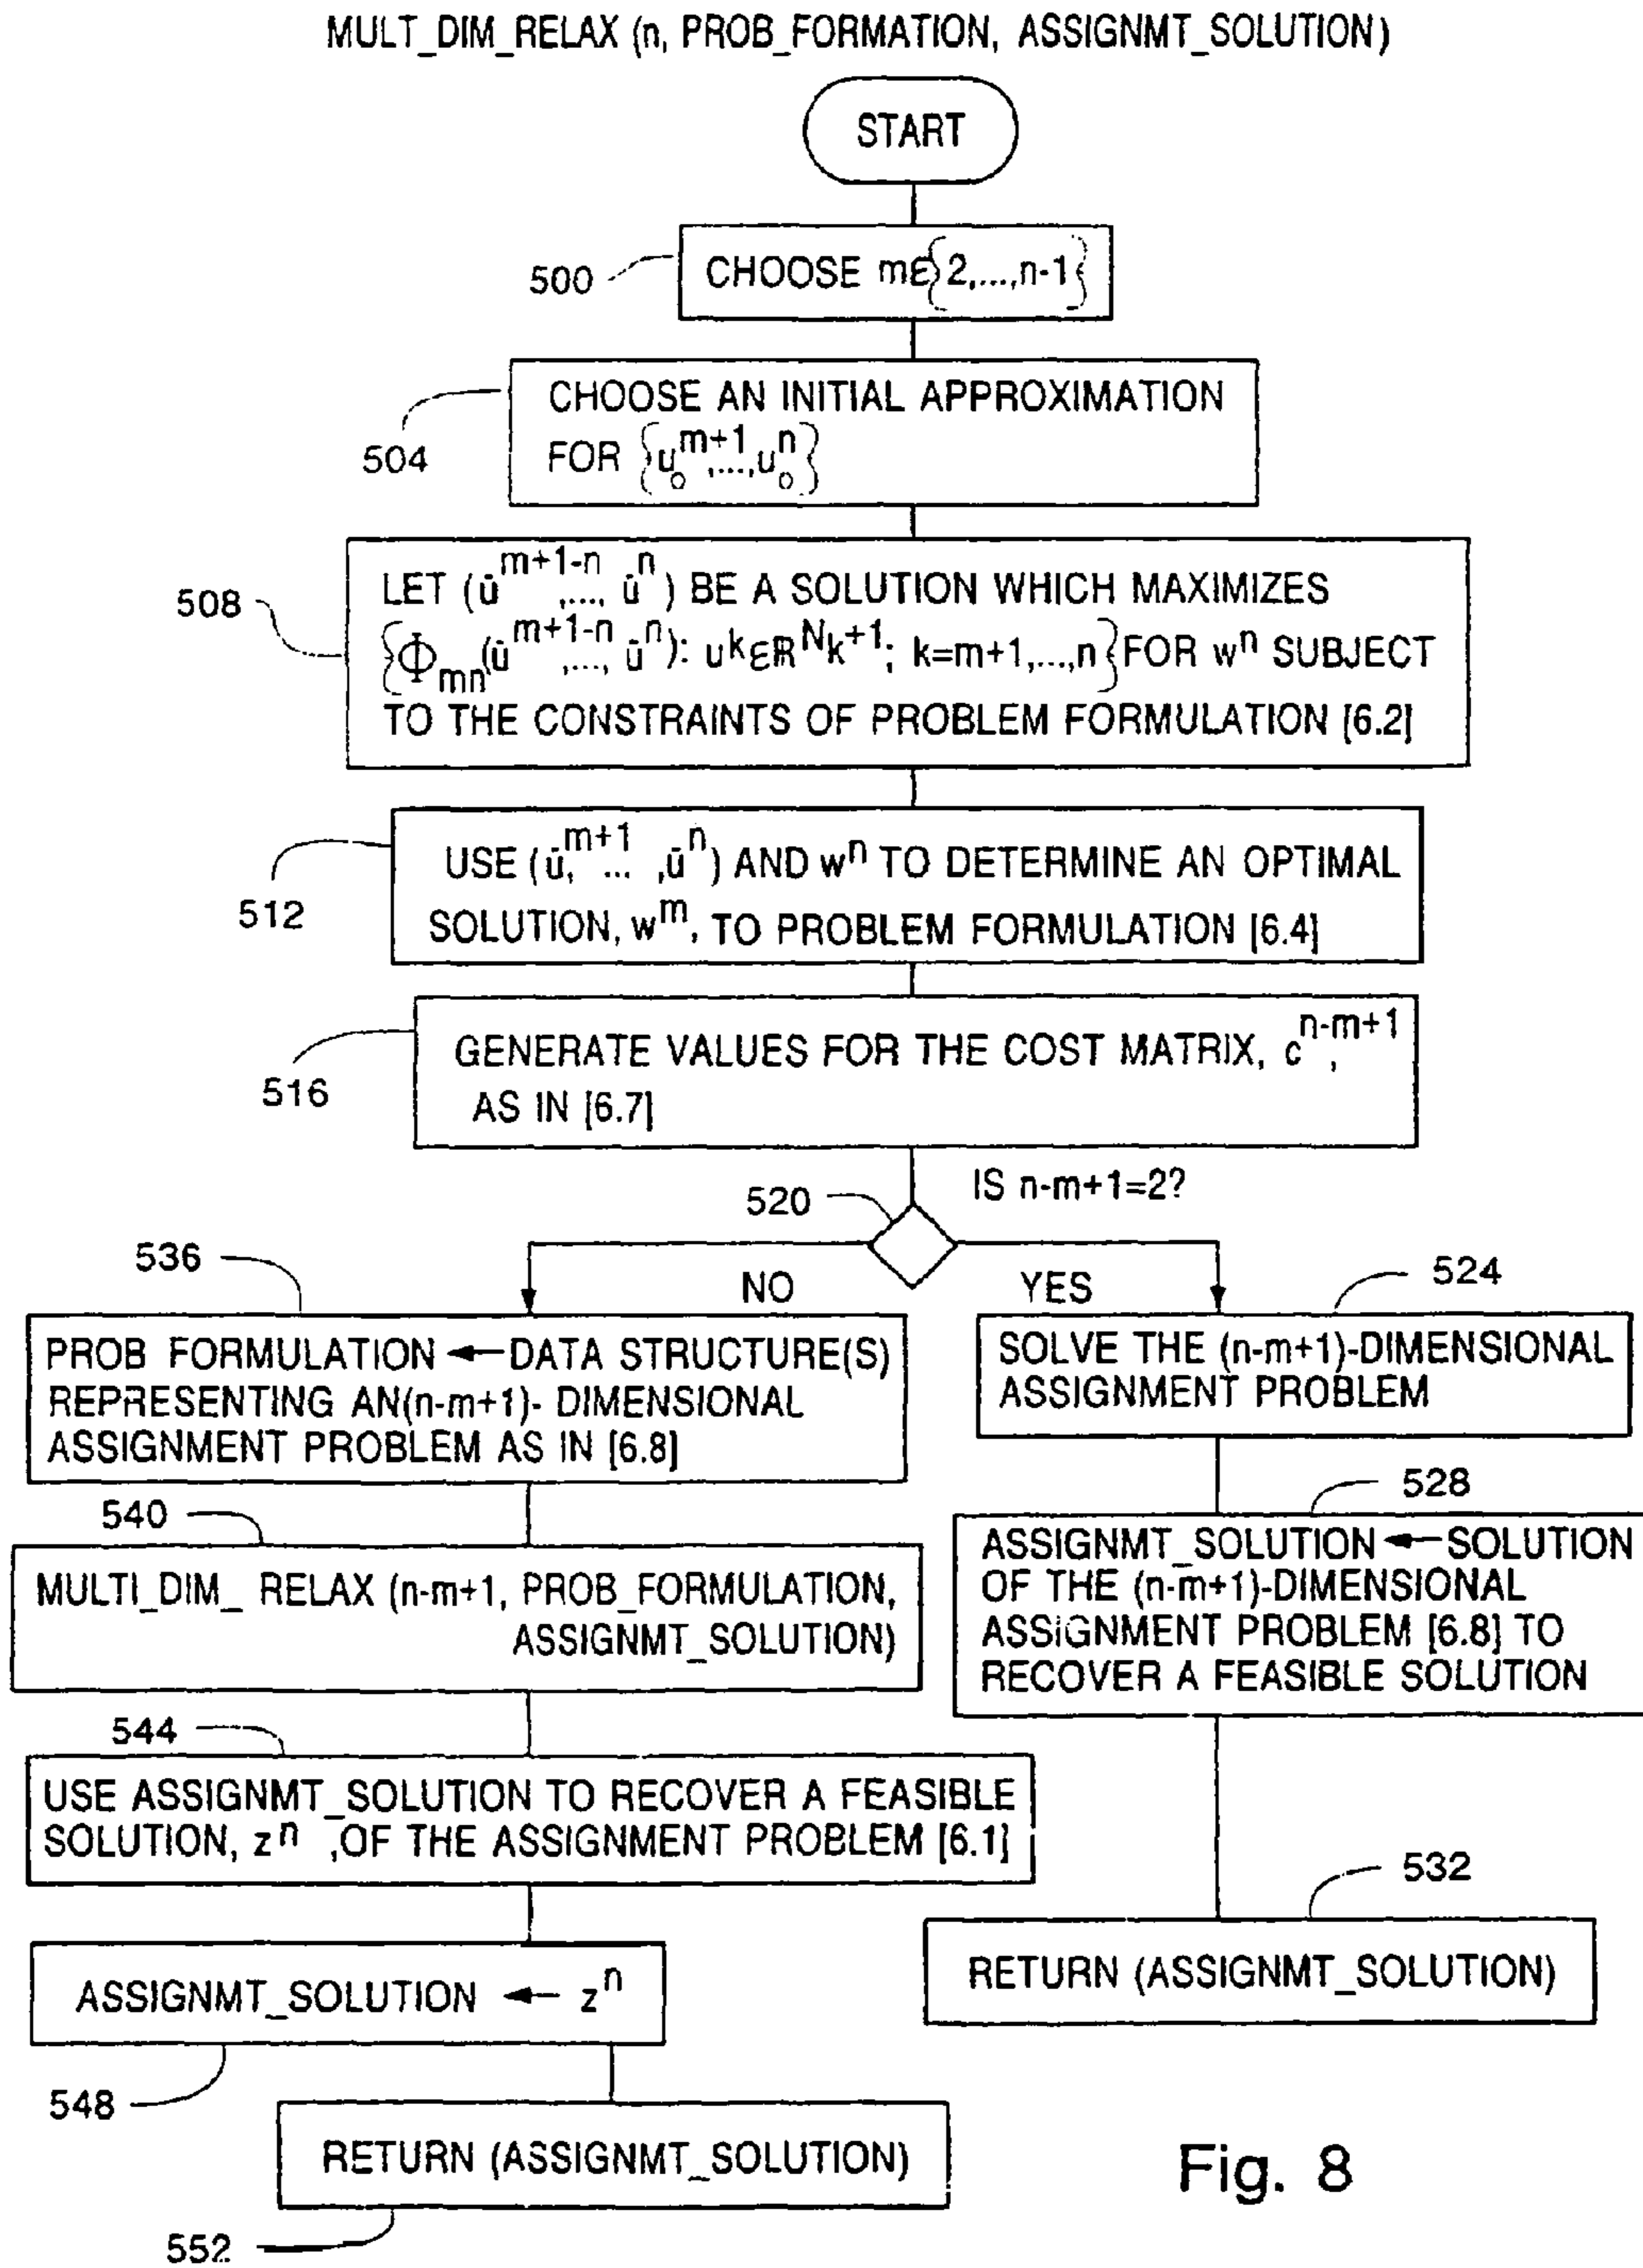 MULT_DIM_RELAX (n, PROB_FORMATION, ASSIGNMT_SOLUTION)
START
500
CHOOSE mε{2,...,n-1}
504
CHOOSE AN INITIAL APPROXIMATION
FOR {u₀^m+1,...,u₀^n}
508
LET (ū^m+1-n,..., ū^n) BE A SOLUTION WHICH MAXIMIZES
{Φ_mn(ū^m+1-n,..., ū^n): u^k ε ℝ^N_k+1; k=m+1,...,n} FOR w^n SUBJECT
TO THE CONSTRAINTS OF PROBLEM FORMULATION [6.2]
512
USE (ū,^m+1... ,ū^n) AND w^n TO DETERMINE AN OPTIMAL
SOLUTION, w^m, TO PROBLEM FORMULATION [6.4]
516
GENERATE VALUES FOR THE COST MATRIX, c^n-m+1,
AS IN [6.7]
520
IS n-m+1=2?
NO
YES
536
PROB FORMULATION ← DATA STRUCTURE(S)
REPRESENTING AN(n-m+1)- DIMENSIONAL
ASSIGNMENT PROBLEM AS IN [6.8]
540
MULTI_DIM_ RELAX (n-m+1, PROB_FORMULATION,
ASSIGNMT_SOLUTION)
544
USE ASSIGNMT_SOLUTION TO RECOVER A FEASIBLE
SOLUTION, z^n ,OF THE ASSIGNMENT PROBLEM [6.1]
ASSIGNMT_SOLUTION ← z^n
548
RETURN (ASSIGNMT_SOLUTION)
552
524
SOLVE THE (n-m+1)-DIMENSIONAL
ASSIGNMENT PROBLEM
528
ASSIGNMT_SOLUTION ← SOLUTION
OF THE (n-m+1)-DIMENSIONAL
ASSIGNMENT PROBLEM [6.8] TO
RECOVER A FEASIBLE SOLUTION
532
RETURN (ASSIGNMT_SOLUTION)
Fig. 8